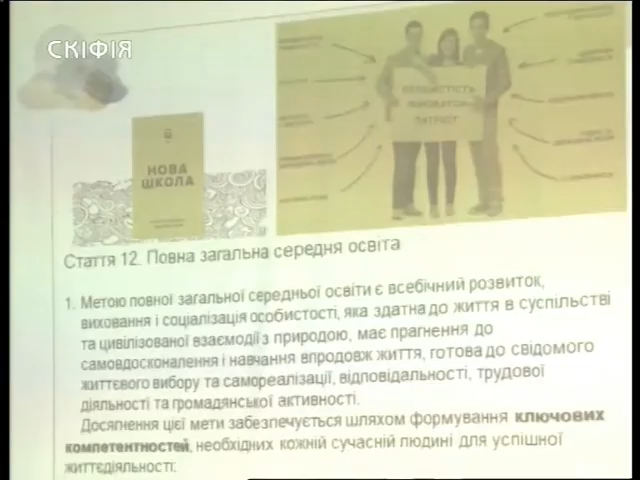 СКІФІЯ
НОВА
ШКОЛА
ОСОБИСТІСТЬ
ІННОВАТОР
ПАТРІОТ
Стаття 12. Повна загальна середня освіта
1. Метою повної загальної середньої освіти є всебічний розвиток,
виховання і соціалізація особистості, яка здатна до життя в суспільстві
та цивілізованої взаємодії з природою, має прагнення до
самовдосконалення і навчання впродовж життя, готова до свідомого
життєвого вибору та самореалізації, відповідальності, трудової
діяльності та громадянської активності.
Досягнення цієї мети забезпечується шляхом формування ключових
компетентностей, необхідних кожній сучасній людині для успішної
життєдіяльності: